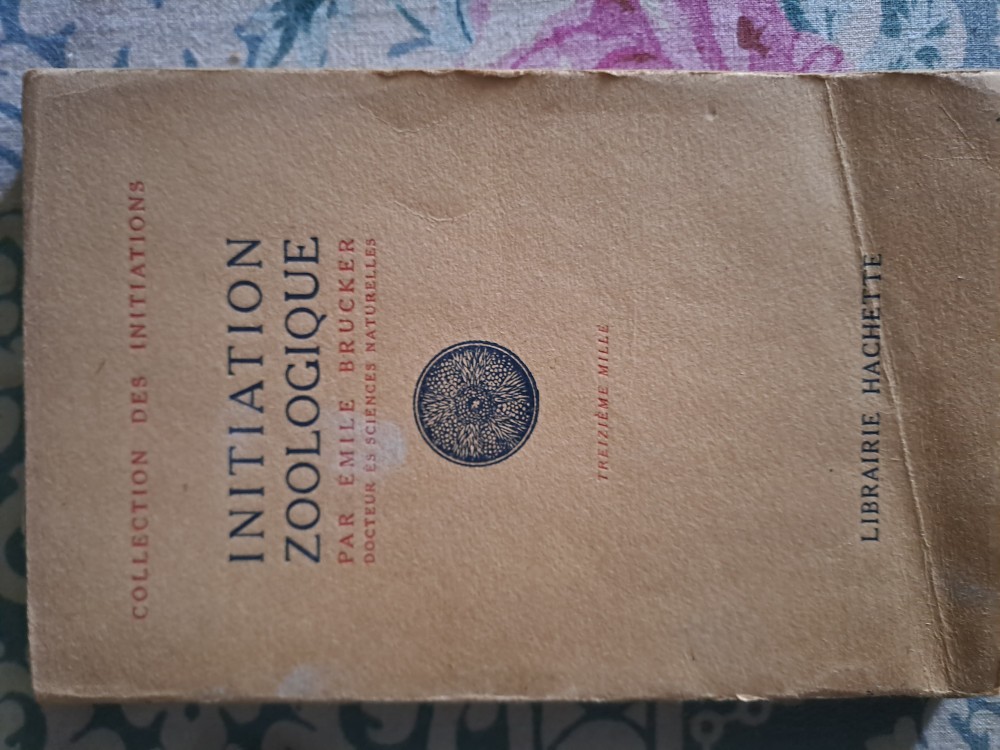 COLLECTION DES INITIATIONS
INITIATION
ZOOLOGIQUE
PAR ÉMILE BRUCKER
DOCTEUR ÈS SCIENCES NATURELLES
TREIZIÈME MILLE
LIBRAIRIE HACHETTE